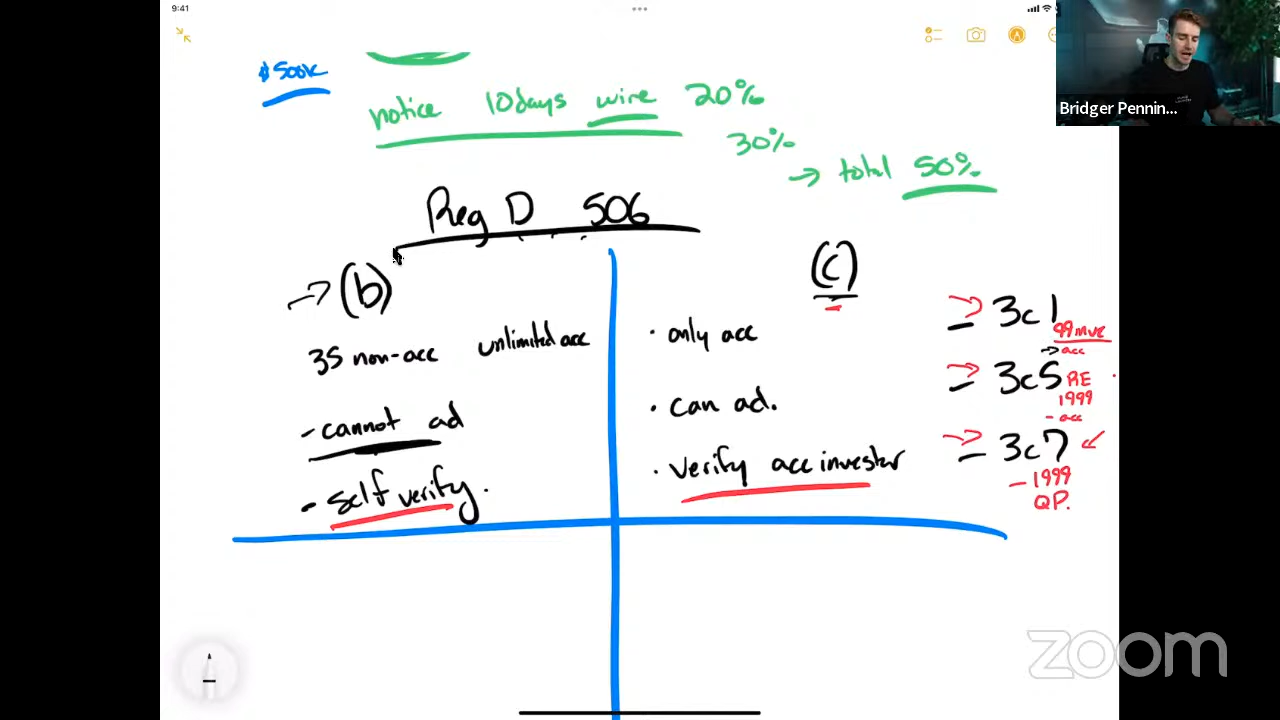 9:41
$500K
notice 10days wire 20%
30%
→ total 50%
Reg D 506
→ (b)
35 non-acc unlimited acc
- cannot ad
- self verify.
(c)
· only acc
· can ad.
· verify acc investor
→ - 3c1
99 
→ acc
→ - 3c5 RE
1999
- acc
→ - 3c7 ←
- 1999
QP.
Bridger Pennin...
zoom